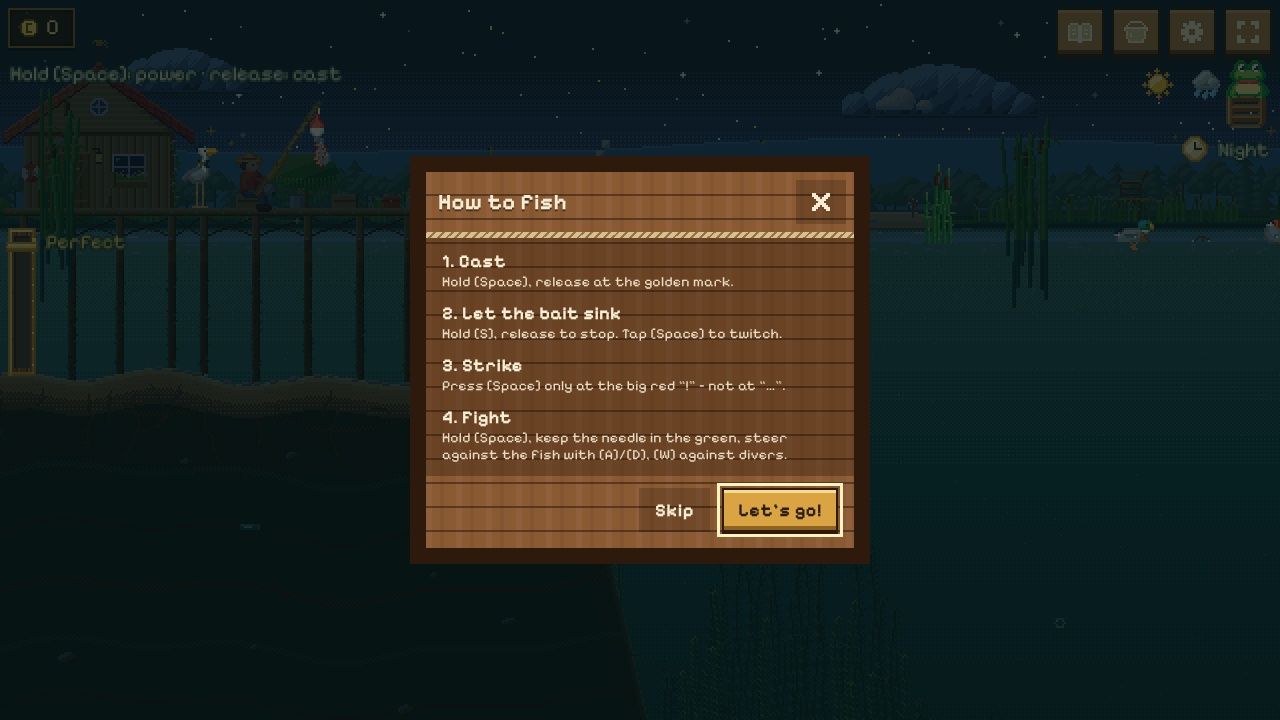 0
Hold [Space]: power · release: cast
Night
Perfect
How to fish
1. Cast
Hold [Space], release at the golden mark.
2. Let the bait sink
Hold [S], release to stop. Tap [Space] to twitch.
3. Strike
Press [Space] only at the big red "!" - not at "…".
4. Fight
Hold [Space], keep the needle in the green, steer
against the fish with [A]/[D], [W] against divers.
Skip
Let's go!